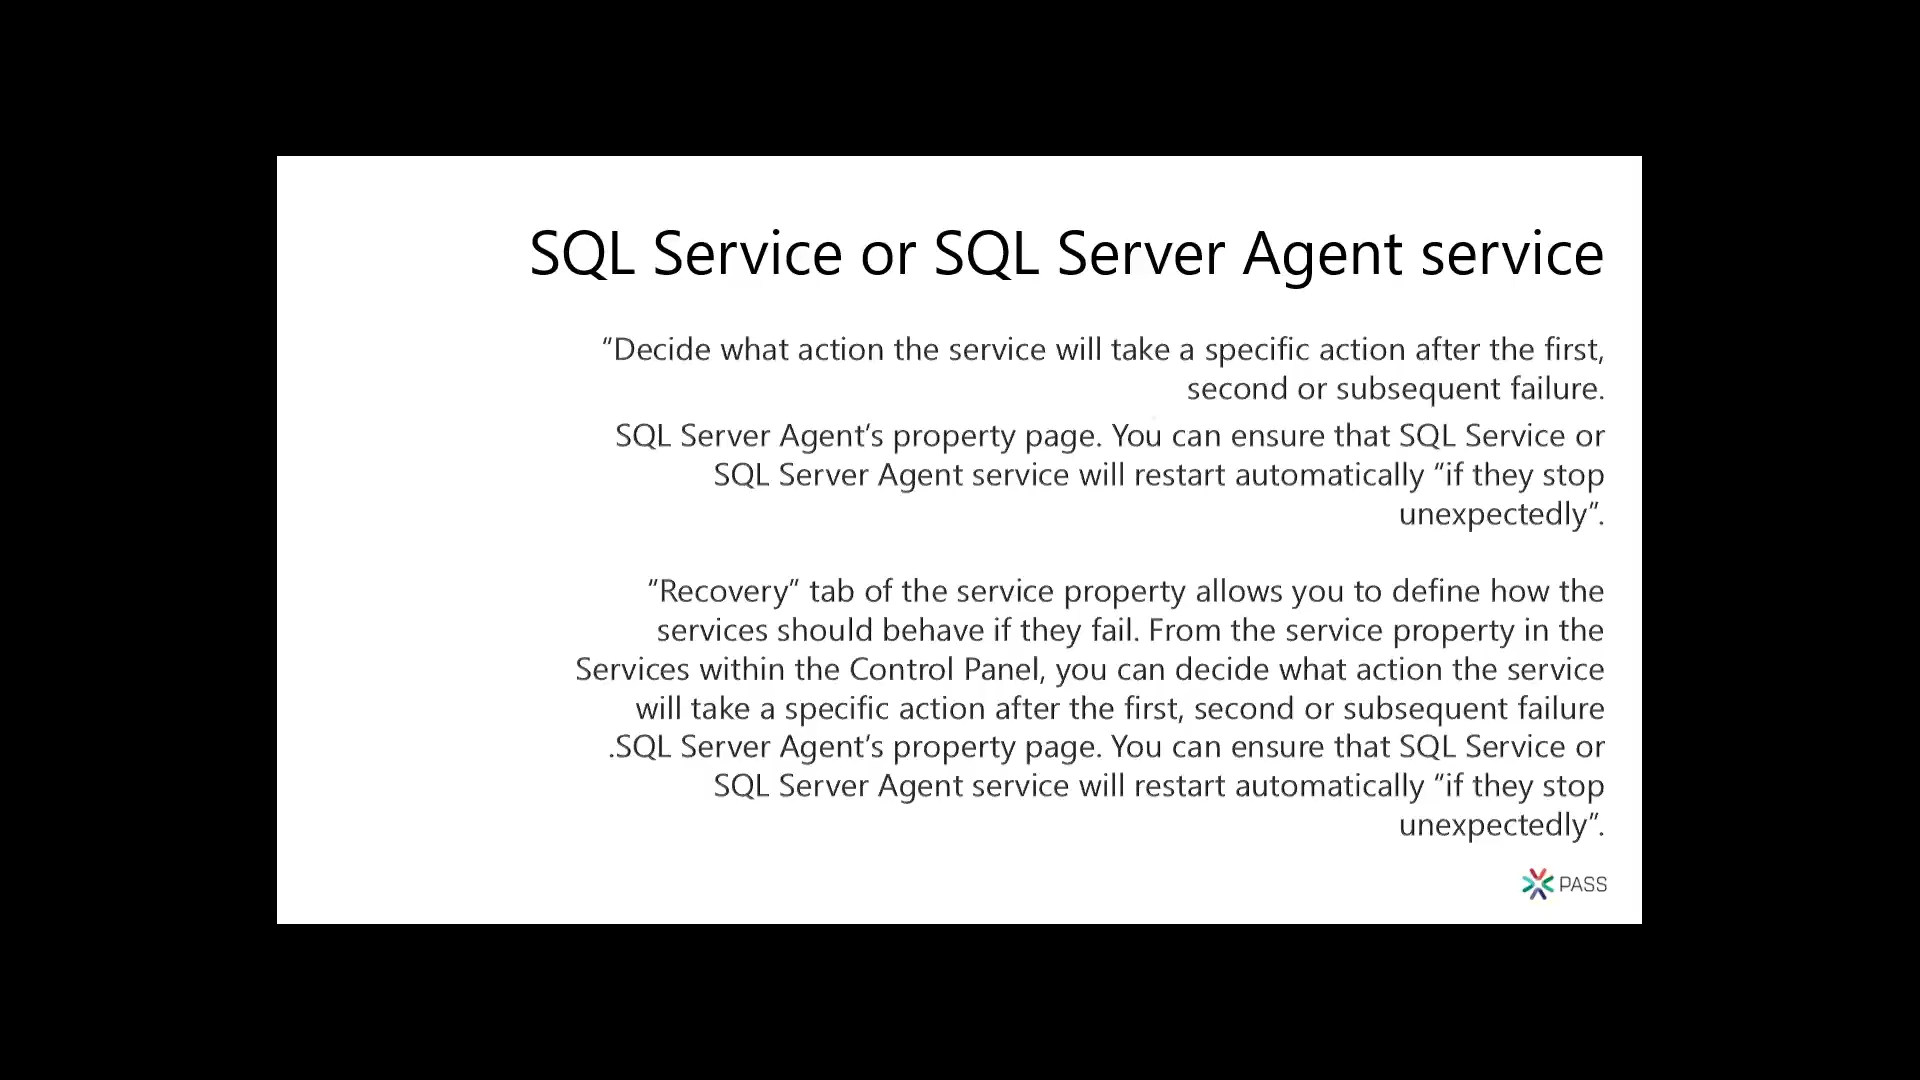 SQL Service or SQL Server Agent service
“Decide what action the service will take a specific action after the first,
second or subsequent failure.
SQL Server Agent’s property page. You can ensure that SQL Service or
SQL Server Agent service will restart automatically “if they stop
unexpectedly”.
“Recovery” tab of the service property allows you to define how the
services should behave if they fail. From the service property in the
Services within the Control Panel, you can decide what action the service
will take a specific action after the first, second or subsequent failure
.SQL Server Agent’s property page. You can ensure that SQL Service or
SQL Server Agent service will restart automatically “if they stop
unexpectedly”.
PASS